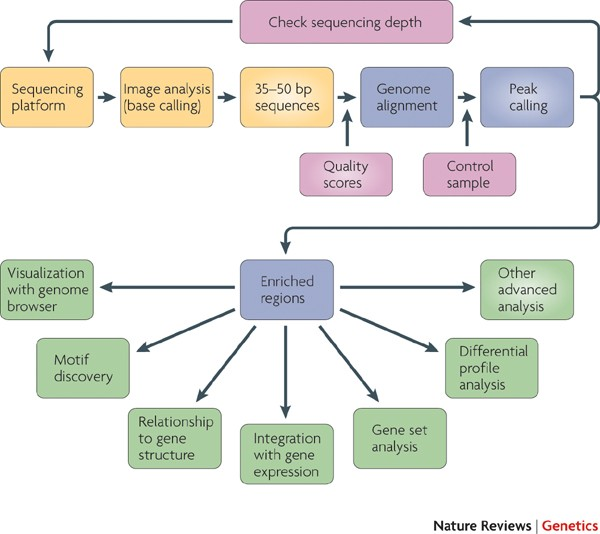 Check sequencing depth
Sequencing
platform
Image analysis
(base calling)
35–50 bp
sequences
Genome
alignment
Peak
calling
Quality
scores
Control
sample
Visualization
with genome
browser
Enriched
regions
Other
advanced
analysis
Motif
discovery
Differential
profile
analysis
Relationship
to gene
structure
Integration
with gene
expression
Gene set
analysis
Nature Reviews | Genetics